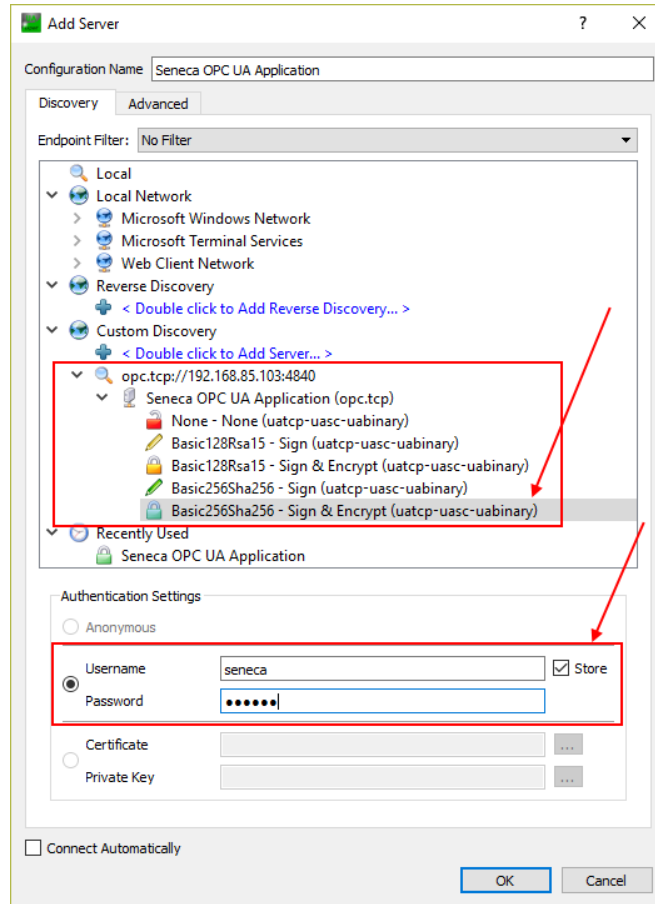 Add Server
Configuration Name Seneca OPC UA Application
Discovery Advanced
Endpoint Filter: No Filter
Local
Local Network
Microsoft Windows Network
Microsoft Terminal Services
Web Client Network
Reverse Discovery
< Double click to Add Reverse Discovery... >
Custom Discovery
< Double click to Add Server... >
opc.tcp://192.168.85.103:4840
Seneca OPC UA Application (opc.tcp)
None - None (uatcp-uasc-uabinary)
Basic128Rsa15 - Sign (uatcp-uasc-uabinary)
Basic128Rsa15 - Sign & Encrypt (uatcp-uasc-uabinary)
Basic256Sha256 - Sign (uatcp-uasc-uabinary)
Basic256Sha256 - Sign & Encrypt (uatcp-uasc-uabinary)
Recently Used
Seneca OPC UA Application
Authentication Settings
Anonymous
Username seneca Store
Password ●●●●●●
Certificate ...
Private Key ...
Connect Automatically
OK Cancel